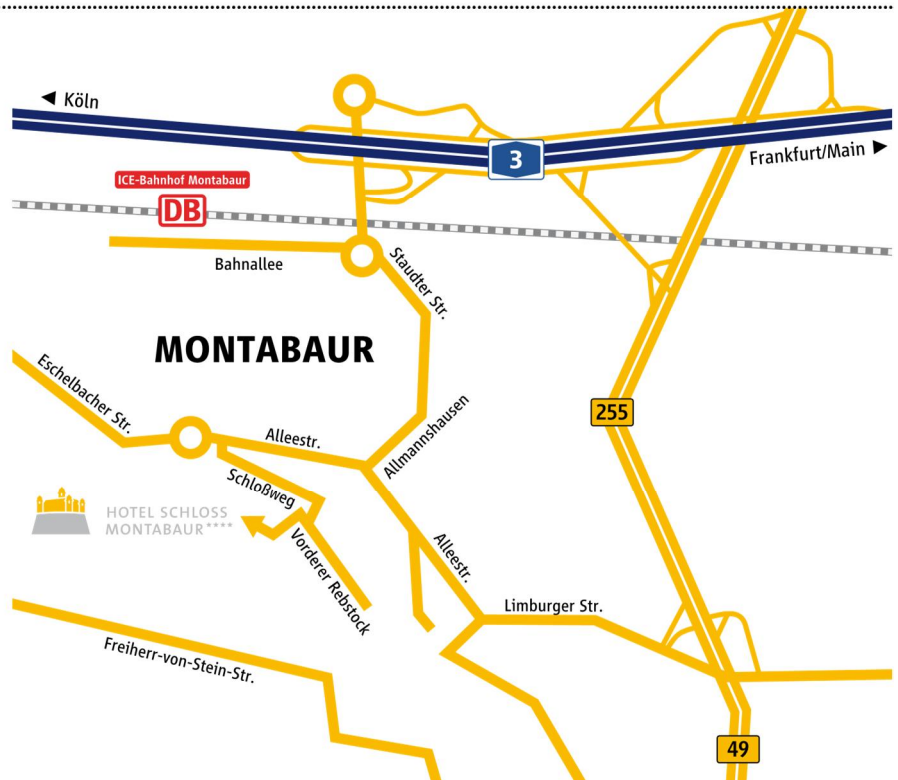 ◄ Köln
3
Frankfurt/Main ►
ICE-Bahnhof Montabaur
DB
Bahnallee
Staudter Str.
MONTABAUR
Eschelbacher Str.
Alleestr.
Allmannshausen
255
Schloßweg
HOTEL SCHLOSS
MONTABAUR****
Vorderer Rebstock
Alleestr.
Limburger Str.
Freiherr-von-Stein-Str.
49